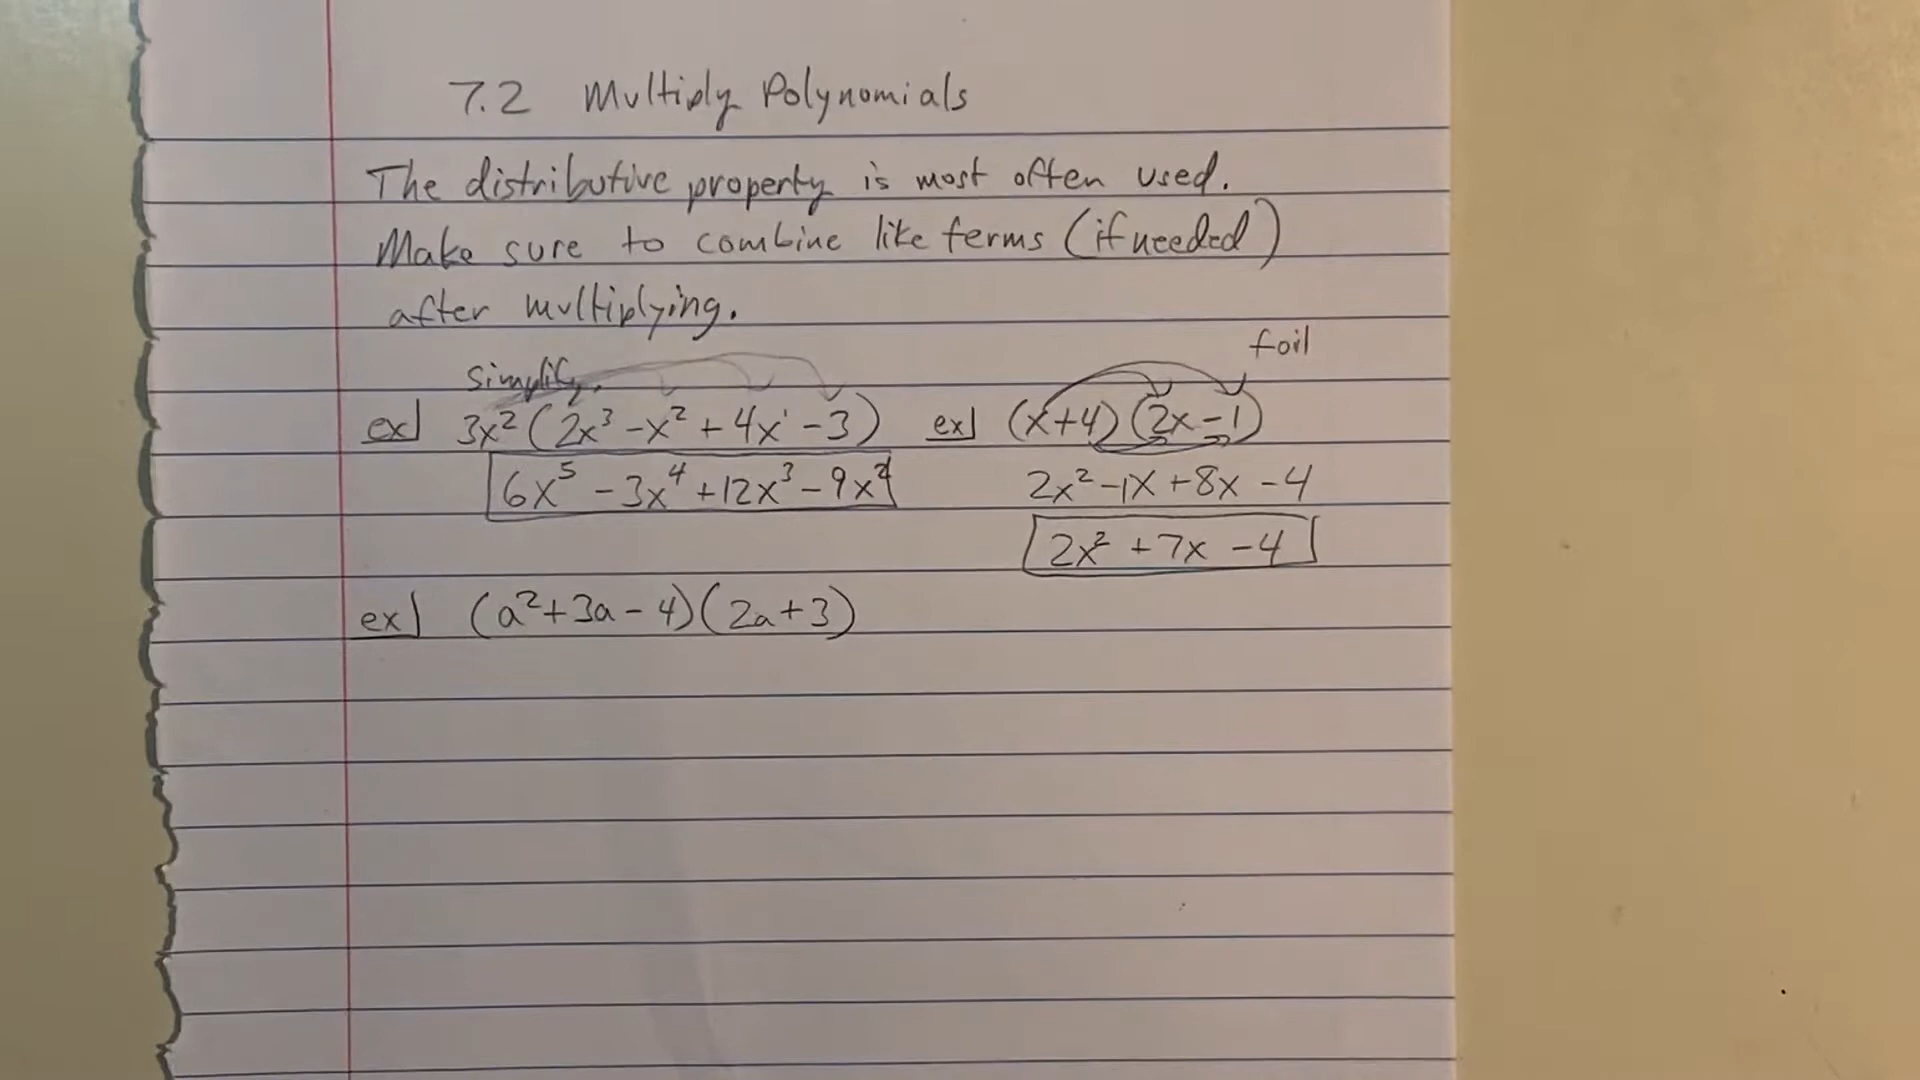 7.2 Multiply Polynomials
The distributive property is most often used.
Make sure to combine like terms (if needed)
after multiplying.
foil
simplify.
ex] 3x²(2x³ - x² + 4x¹ - 3) ex] (x+4)(2x-1)
6x⁵ - 3x⁴ + 12x³ - 9x² 2x² - 1x + 8x - 4
2x² + 7x - 4
ex] (a² + 3a - 4)(2a + 3)